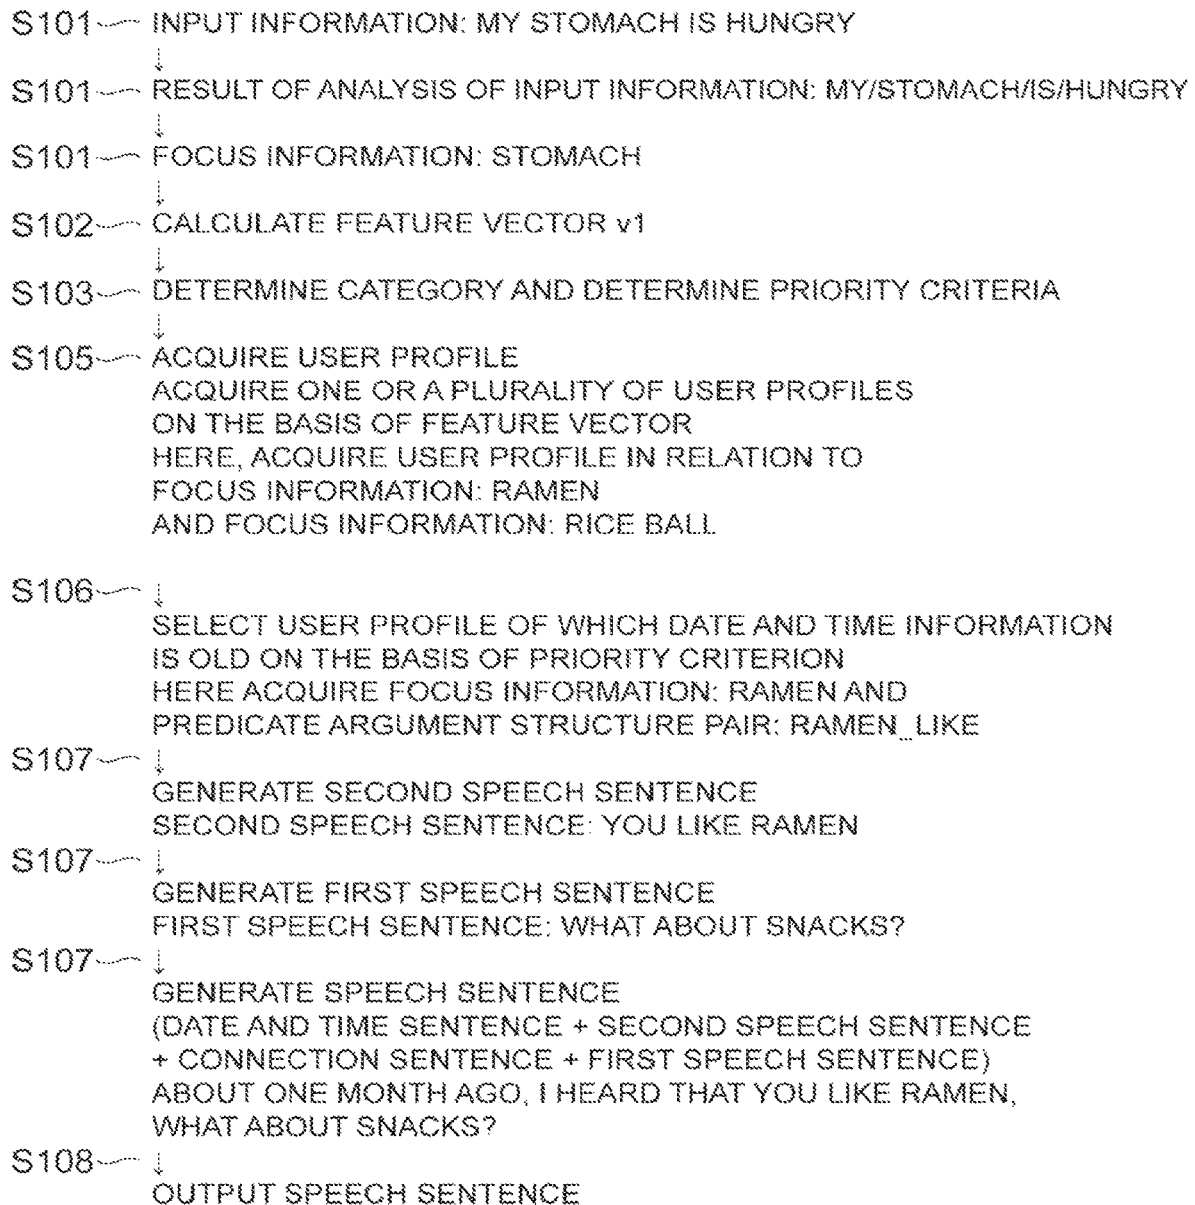 S101 INPUT INFORMATION: MY STOMACH IS HUNGRY
↓
S101 RESULT OF ANALYSIS OF INPUT INFORMATION: MY/STOMACH/IS/HUNGRY
↓
S101 FOCUS INFORMATION: STOMACH
↓
S102 CALCULATE FEATURE VECTOR v1
↓
S103 DETERMINE CATEGORY AND DETERMINE PRIORITY CRITERIA
↓
S105 ACQUIRE USER PROFILE
ACQUIRE ONE OR A PLURALITY OF USER PROFILES
ON THE BASIS OF FEATURE VECTOR
HERE, ACQUIRE USER PROFILE IN RELATION TO
FOCUS INFORMATION: RAMEN
AND FOCUS INFORMATION: RICE BALL
S106 ↓
SELECT USER PROFILE OF WHICH DATE AND TIME INFORMATION
IS OLD ON THE BASIS OF PRIORITY CRITERION
HERE ACQUIRE FOCUS INFORMATION: RAMEN AND
PREDICATE ARGUMENT STRUCTURE PAIR: RAMEN_LIKE
S107 ↓
GENERATE SECOND SPEECH SENTENCE
SECOND SPEECH SENTENCE: YOU LIKE RAMEN
S107 ↓
GENERATE FIRST SPEECH SENTENCE
FIRST SPEECH SENTENCE: WHAT ABOUT SNACKS?
S107 ↓
GENERATE SPEECH SENTENCE
(DATE AND TIME SENTENCE + SECOND SPEECH SENTENCE
+ CONNECTION SENTENCE + FIRST SPEECH SENTENCE)
ABOUT ONE MONTH AGO, I HEARD THAT YOU LIKE RAMEN,
WHAT ABOUT SNACKS?
S108 ↓
OUTPUT SPEECH SENTENCE